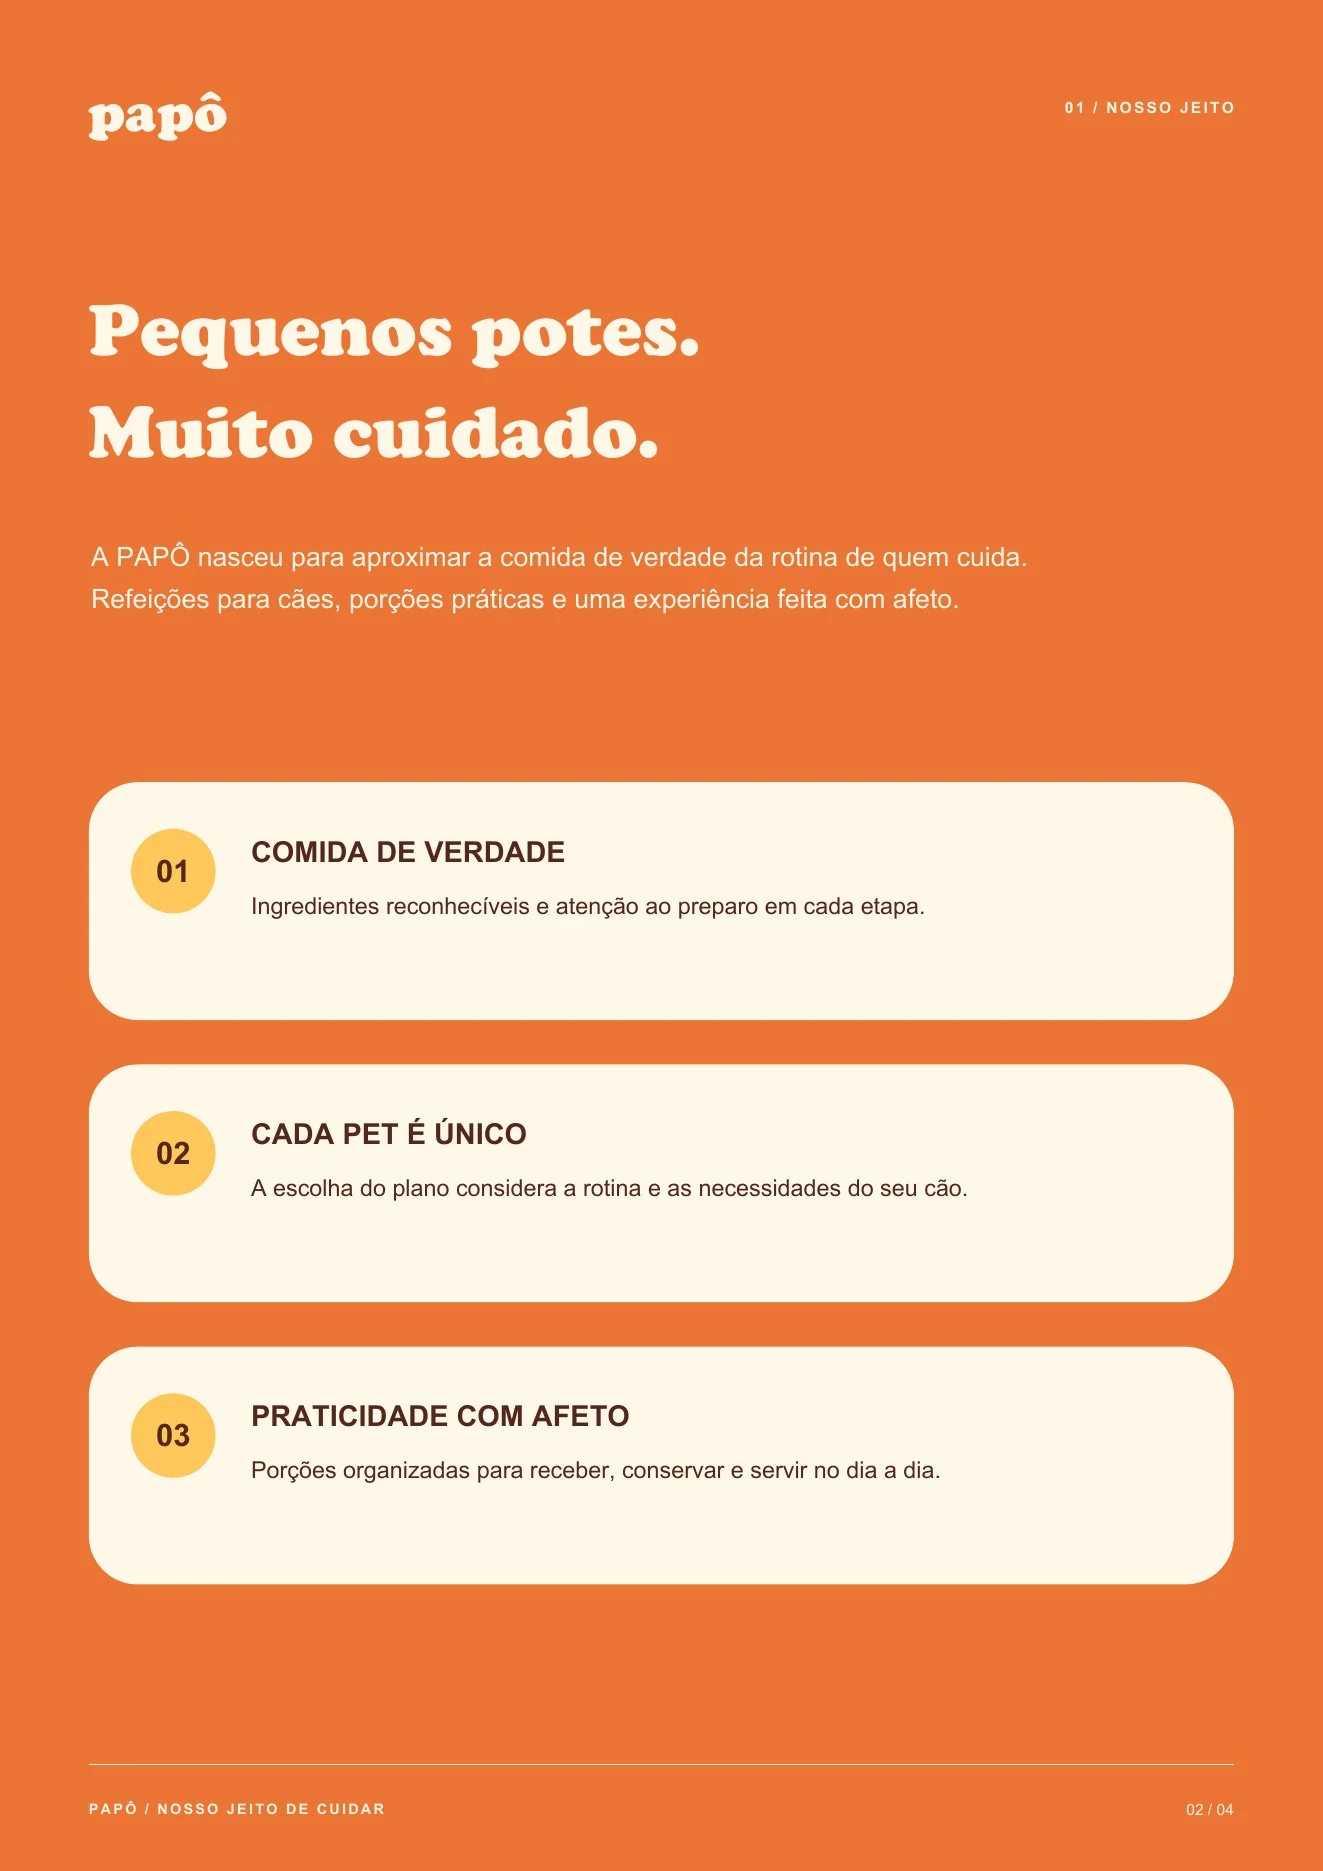 papô
01 / NOSSO JEITO
Pequenos potes.
Muito cuidado.
A PAPÔ nasceu para aproximar a comida de verdade da rotina de quem cuida.
Refeições para cães, porções práticas e uma experiência feita com afeto.
01
COMIDA DE VERDADE
Ingredientes reconhecíveis e atenção ao preparo em cada etapa.
02
CADA PET É ÚNICO
A escolha do plano considera a rotina e as necessidades do seu cão.
03
PRATICIDADE COM AFETO
Porções organizadas para receber, conservar e servir no dia a dia.
PAPÔ / NOSSO JEITO DE CUIDAR
02 / 04